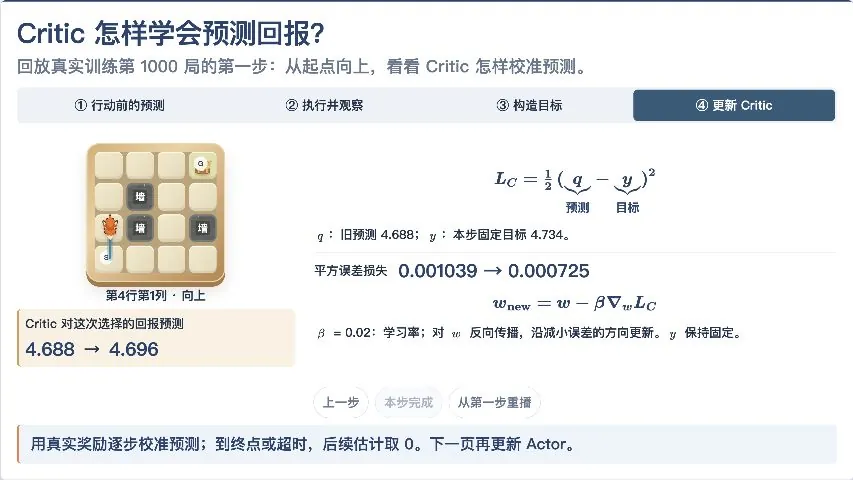 Critic 怎样学会预测回报？
回放真实训练第 1000 局的第一步：从起点向上，看看 Critic 怎样校准预测。
① 行动前的预测
② 执行并观察
③ 构造目标
④ 更新 Critic
G
墙
墙
墙
S
第4行第1列 · 向上
Critic 对这次选择的回报预测
4.688 → 4.696
L_C = 1/2 (q − y)²
预测
目标
q ：旧预测 4.688； y ：本步固定目标 4.734。
平方误差损失 0.001039 → 0.000725
w_new = w − β∇_w L_C
β = 0.02：学习率；对 w 反向传播，沿减小误差的方向更新。y 保持固定。
上一步
本步完成
从第一步重播
用真实奖励逐步校准预测；到终点或超时，后续估计取 0。下一页再更新 Actor。